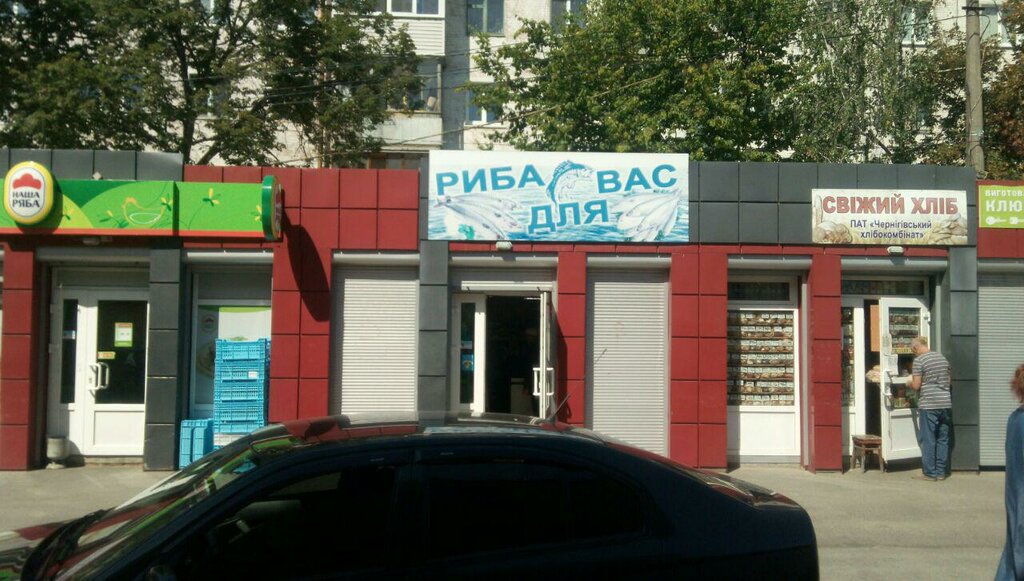 НАША
РЯБА
РИБА ВАС
ДЛЯ
СВІЖИЙ ХЛІБ
ПАТ «Чернігівський
хлібокомбінат»
ВИГОТОВ
КЛЮ